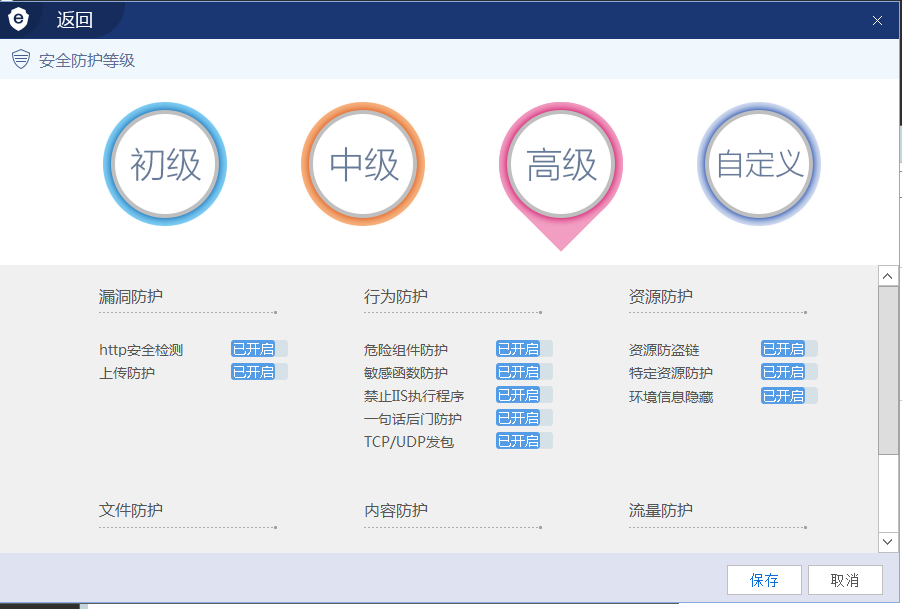 返回
安全防护等级
初级 中级 高级 自定义
漏洞防护 行为防护 资源防护
http安全检测 已开启 危险组件防护 已开启 资源防盗链 已开启
上传防护 已开启 敏感函数防护 已开启 特定资源防护 已开启
禁止IIS执行程序 已开启 环境信息隐藏 已开启
一句话后门防护 已开启
TCP/UDP发包 已开启
文件防护 内容防护 流量防护
保存 取消